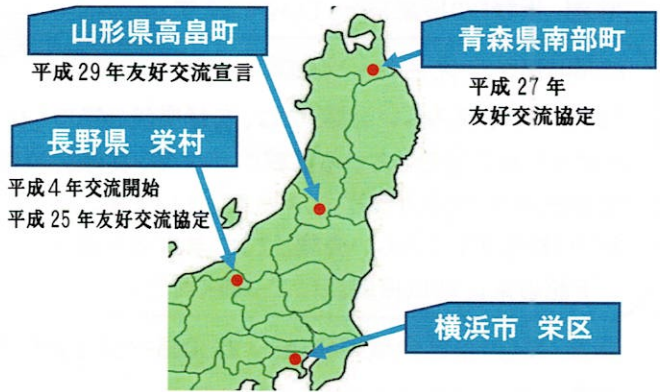 山形県高畠町
平成29年友好交流宣言
青森県南部町
平成27年
友好交流協定
長野県 栄村
平成4年交流開始
平成25年友好交流協定
横浜市 栄区